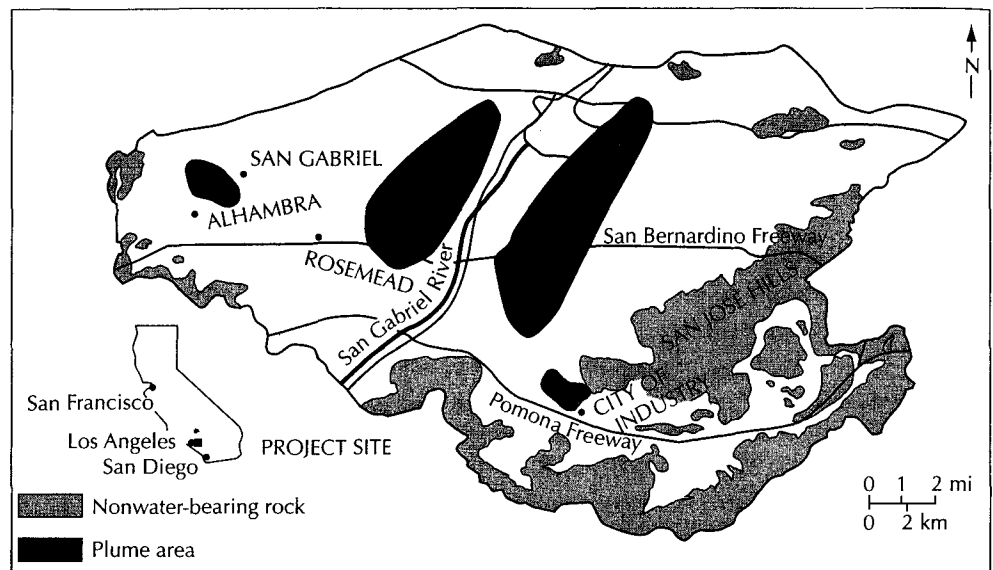 N
SAN GABRIEL
ALHAMBRA
ROSEMEAD
San Bernardino Freeway
San Gabriel River
SAN JOSE HILLS
CITY OF
INDUSTRY
Pomona Freeway
San Francisco
Los Angeles
San Diego
PROJECT SITE
0 1 2 mi
0 2 km
Nonwater-bearing rock
Plume area